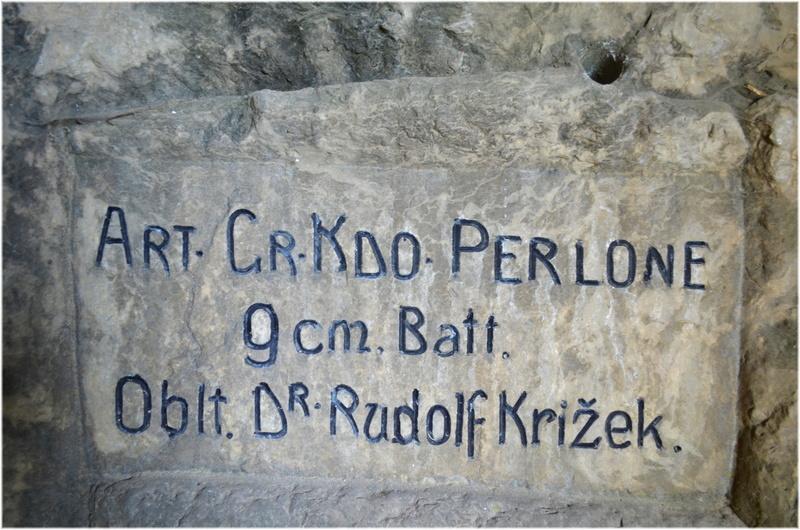 ART. GR. KDO. PERLONE
9 cm. Batt.
Oblt. DR. Rudolf Križek.